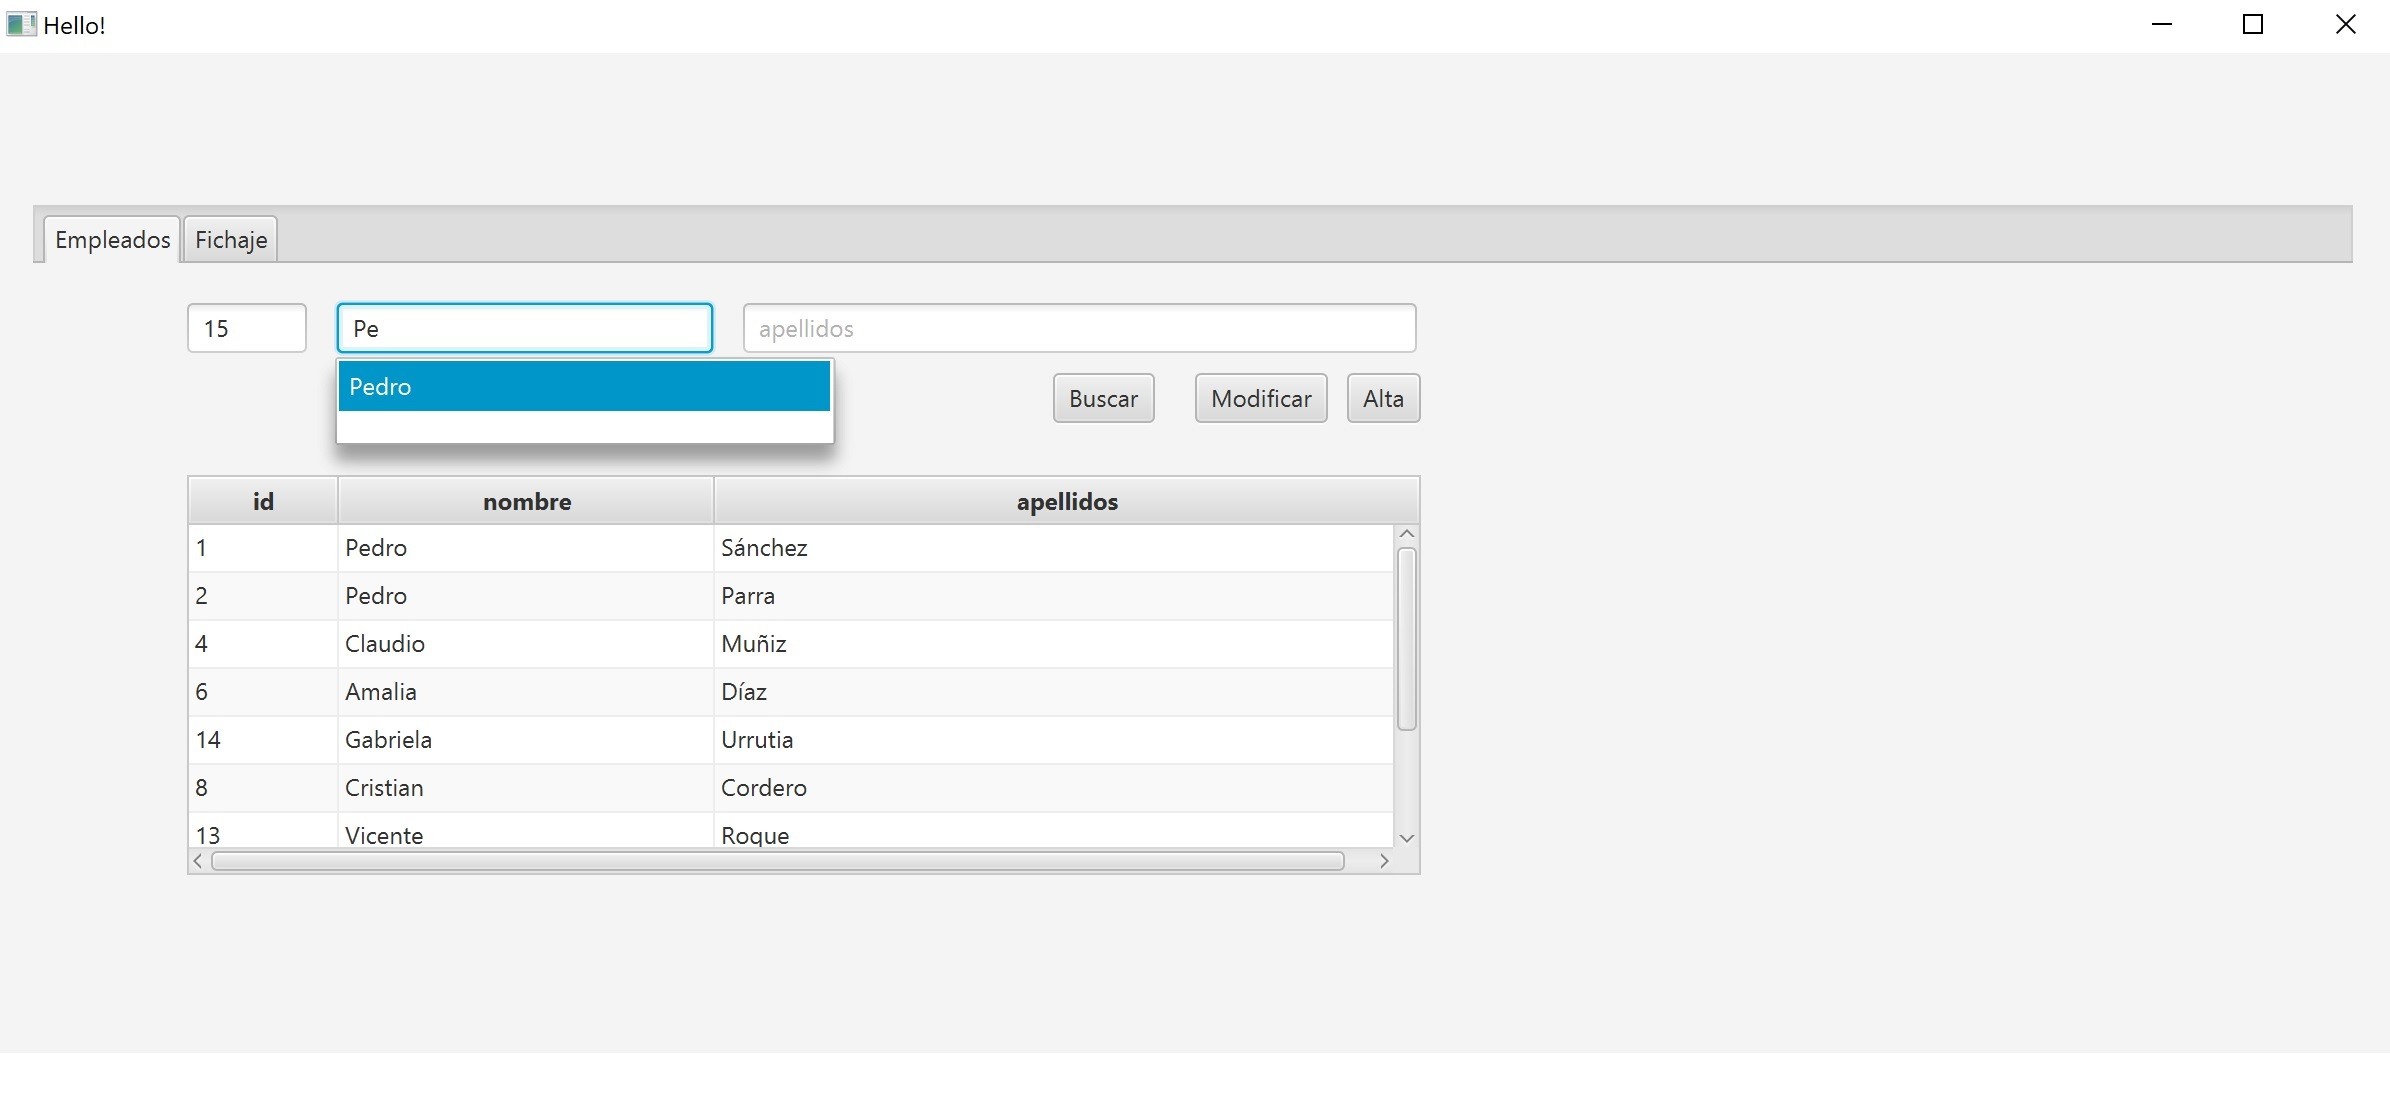 Hello!
Empleados Fichaje
15 Pe apellidos
Pedro
Buscar Modificar Alta
id nombre apellidos
1 Pedro Sánchez
2 Pedro Parra
4 Claudio Muñiz
6 Amalia Díaz
14 Gabriela Urrutia
8 Cristian Cordero
13 Vicente Roque